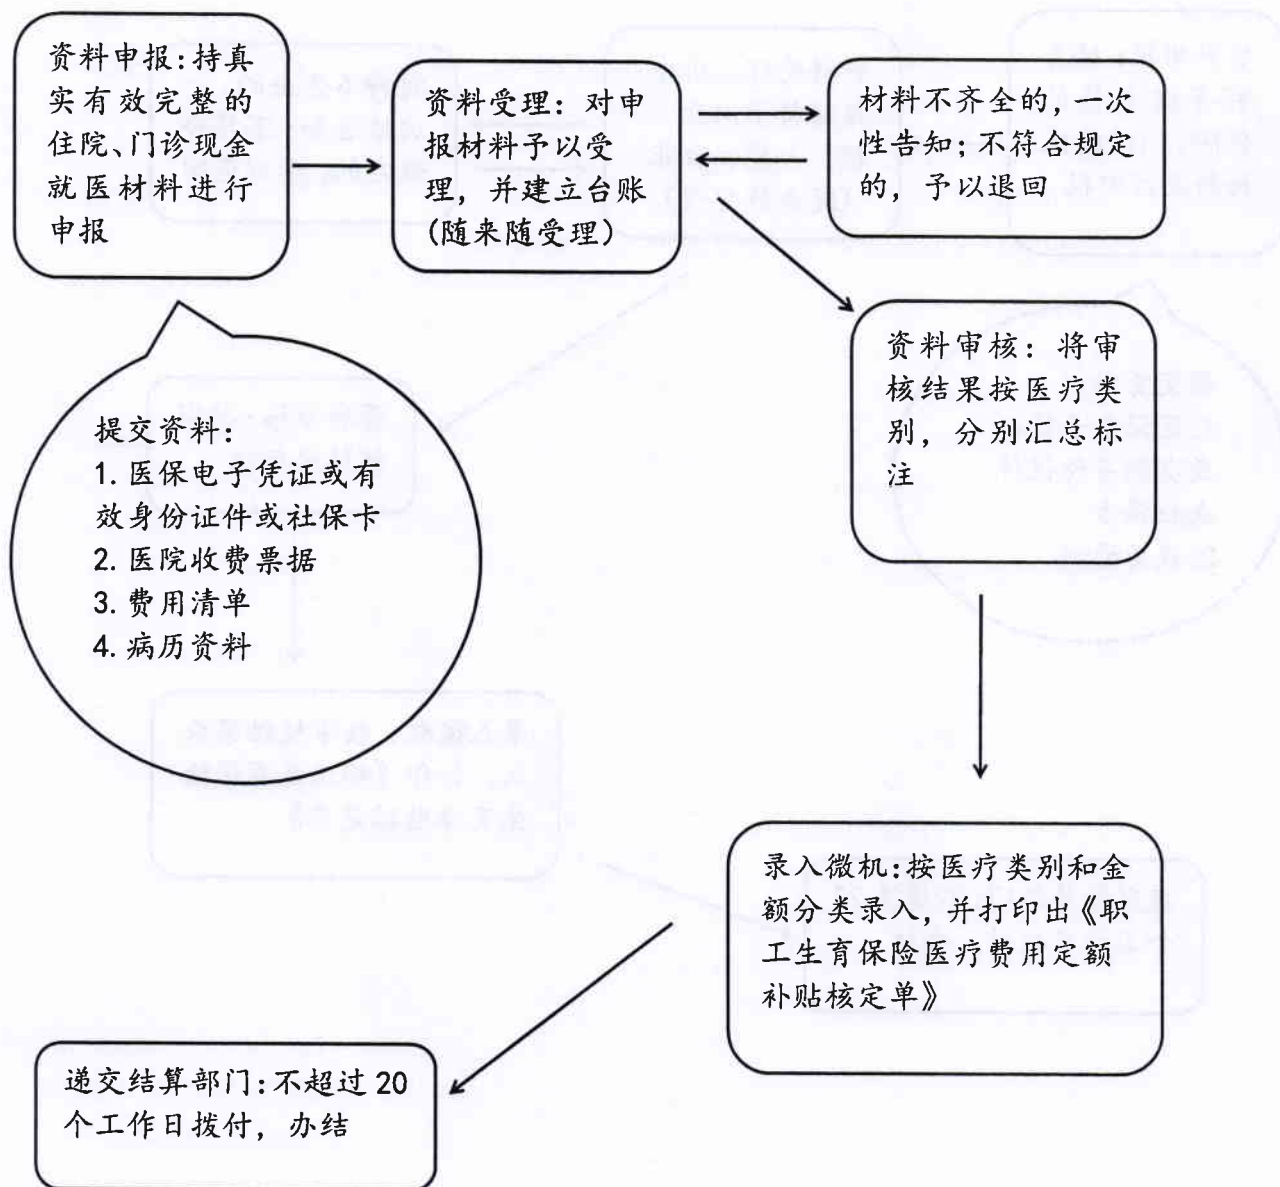 资料申报:持真
实有效完整的
住院、门诊现金
就医材料进行
申报
资料受理：对申
报材料予以受
理，并建立台账
(随来随受理)
材料不齐全的,一次
性告知;不符合规定
的，予以退回
资料审核：将审
核结果按医疗类
别，分别汇总标
注
提交资料：
1. 医保电子凭证或有
效身份证件或社保卡
2. 医院收费票据
3. 费用清单
4. 病历资料
录入微机:按医疗类别和金
额分类录入,并打印出《职
工生育保险医疗费用定额
补贴核定单》
递交结算部门:不超过 20
个工作日拨付，办结